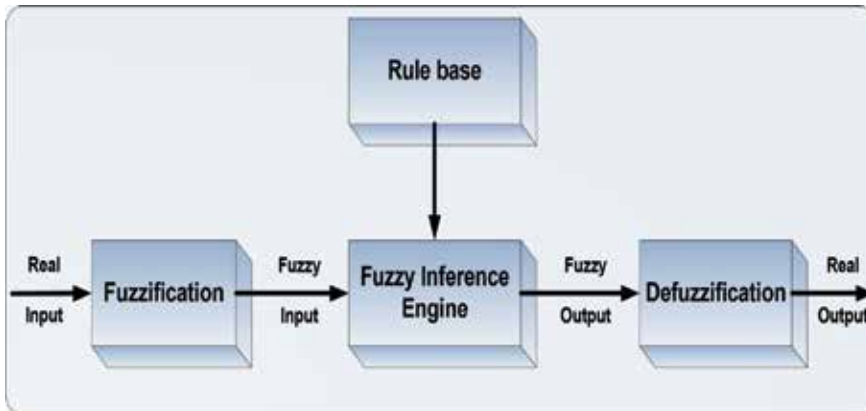 Rule base
Real
Input
Fuzzification
Fuzzy
Input
Fuzzy Inference
Engine
Fuzzy
Output
Defuzzification
Real
Output